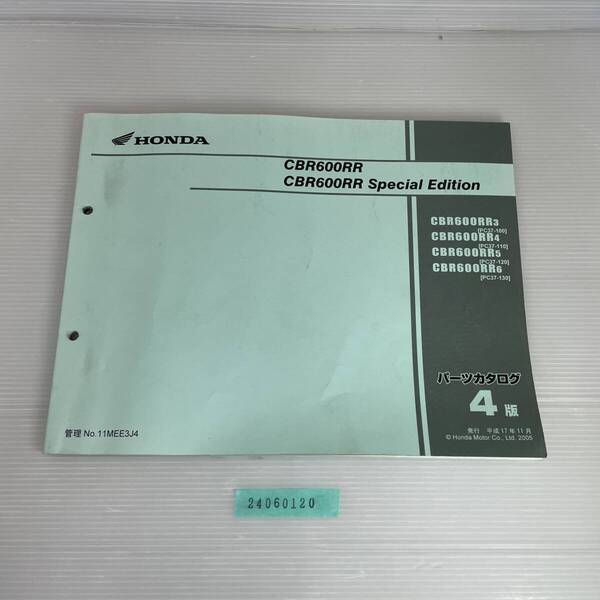 HONDA
CBR600RR
CBR600RR Special Edition
CBR600RR3
[PC37-100]
CBR600RR4
[PC37-110]
CBR600RR5
[PC37-120]
CBR600RR6
[PC37-130]
パーツカタログ
4版
発行 平成17年11月
© Honda Motor Co., Ltd. 2005
管理 No.11MEE3J4
24060120